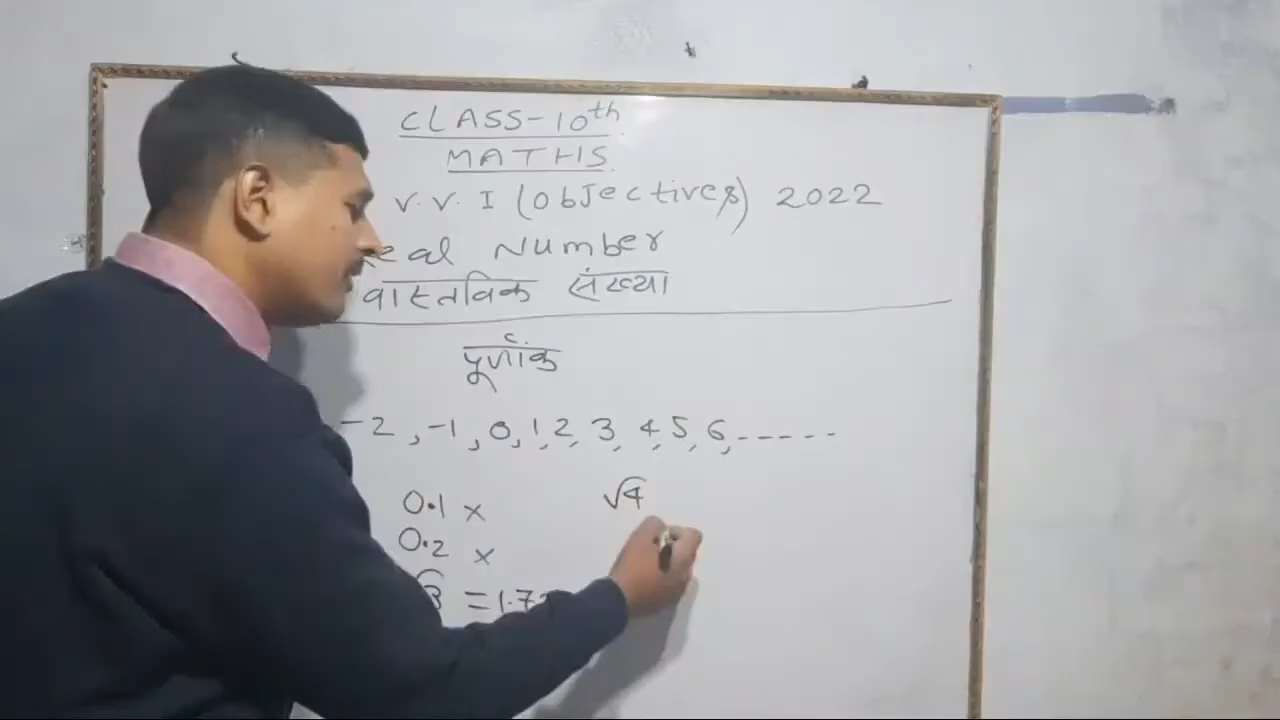 CLASS-10th
MATHS
V.V.I (Objectives) 2022
Real Number
वास्तविक संख्या
पूर्णांक
-2, -1, 0, 1, 2, 3, 4, 5, 6, -----
0.1 ×
√4
0.2 ×
√3 = 1.7